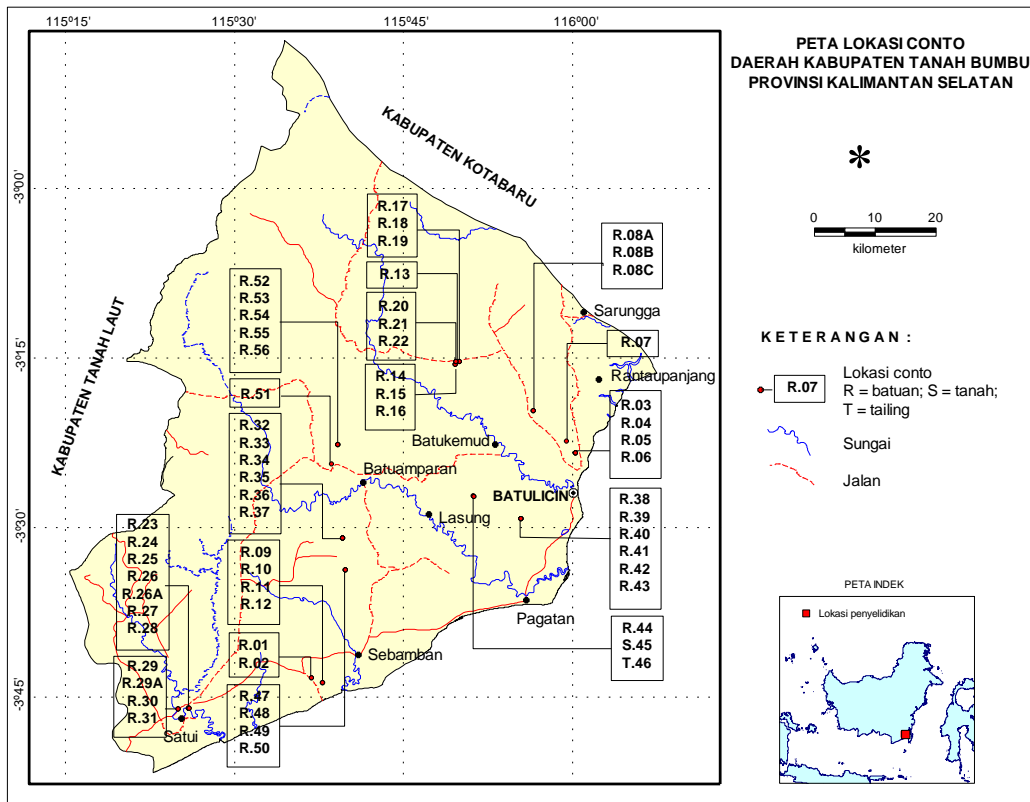 115º15'
115º30'
115º45'
116º00'
PETA LOKASI CONTO
DAERAH KABUPATEN TANAH BUMBU
PROVINSI KALIMANTAN SELATAN
KABUPATEN KOTABARU
KABUPATEN TANAH LAUT
3º00'
3º15'
3º30'
3º45'
R.17
R.18
R.19
R.13
R.20
R.21
R.22
R.14
R.15
R.16
R.08A
R.08B
R.08C
R.07
R.03
R.04
R.05
R.06
R.38
R.39
R.40
R.41
R.42
R.43
R.44
S.45
T.46
R.52
R.53
R.54
R.55
R.56
R.51
R.32
R.33
R.34
R.35
R.36
R.37
R.09
R.10
R.11
R.12
R.01
R.02
R.47
R.48
R.49
R.50
R.23
R.24
R.25
R.26
R.26A
R.27
R.28
R.29
R.29A
R.30
R.31
Sarungga
Rantaupanjang
Batukemud
Batuamparan
BATULICIN
Lasung
Pagatan
Sebamban
Satui
0 10 20
kilometer
KETERANGAN :
R.07
Lokasi conto
R = batuan; S = tanah;
T = tailing
Sungai
Jalan
PETA INDEK
Lokasi penyelidikan